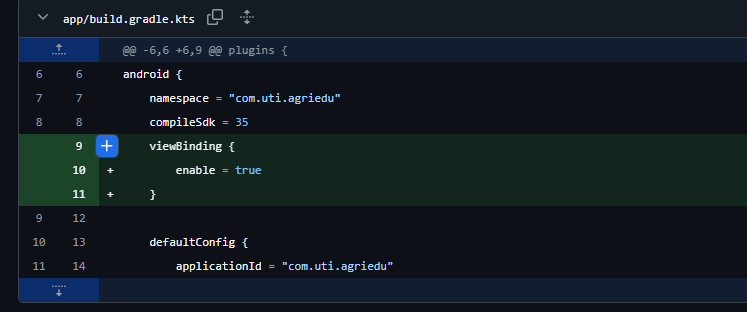 app/build.gradle.kts
@@ -6,6 +6,9 @@ plugins {
6 6 android {
7 7 namespace = "com.uti.agriedu"
8 8 compileSdk = 35
9 + viewBinding {
10 + enable = true
11 + }
9 12
10 13 defaultConfig {
11 14 applicationId = "com.uti.agriedu"